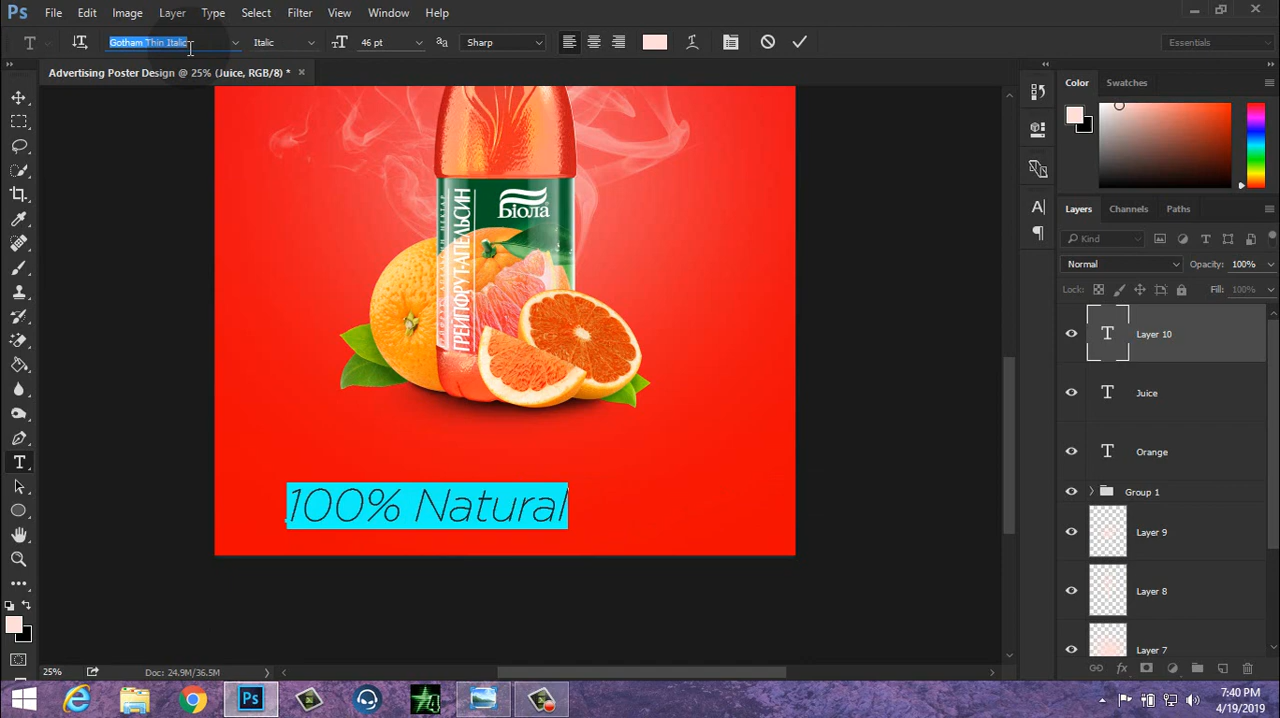 Ps File Edit Image Layer Type Select Filter View Window Help
T Gotham Thin Italic Italic 46 pt Sharp Essentials
Advertising Poster Design @ 25% (Juice, RGB/8) *
Color Swatches
Біола
ГРЕЙПФРУТ-АПЕЛЬСИН
Layers Channels Paths
Kind
Normal Opacity: 100%
Lock: Fill: 100%
Layer 10
Juice
Orange
Group 1
Layer 9
Layer 8
Layer 7
100% Natural
25% Doc: 24.9M/36.5M
7:40 PM
4/19/2019